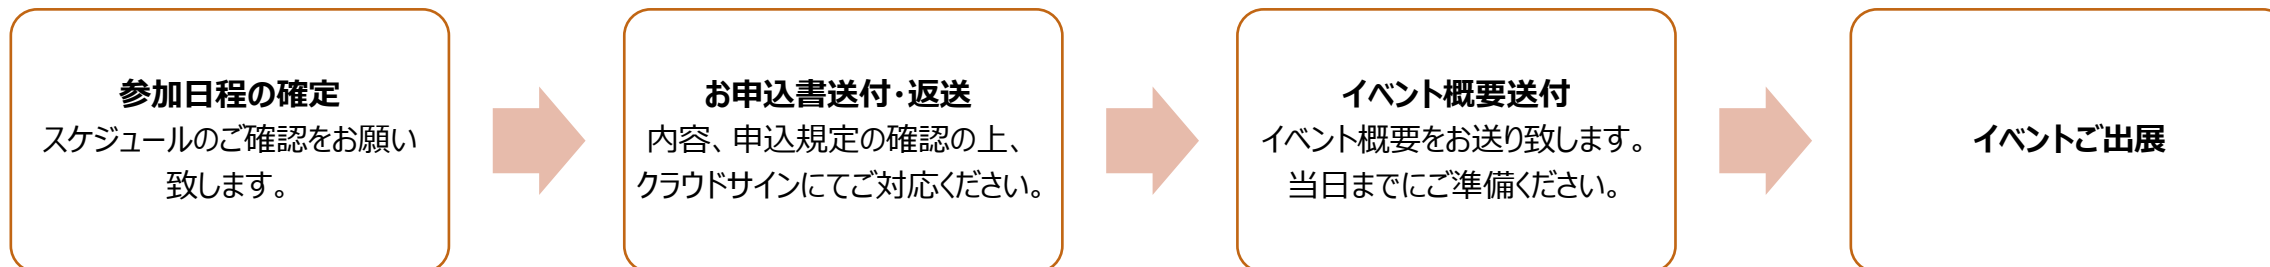 参加日程の確定
スケジュールのご確認をお願い
致します。
お申込書送付・返送
内容、申込規定の確認の上、
クラウドサインにてご対応ください。
イベント概要送付
イベント概要をお送り致します。
当日までにご準備ください。
イベントご出展